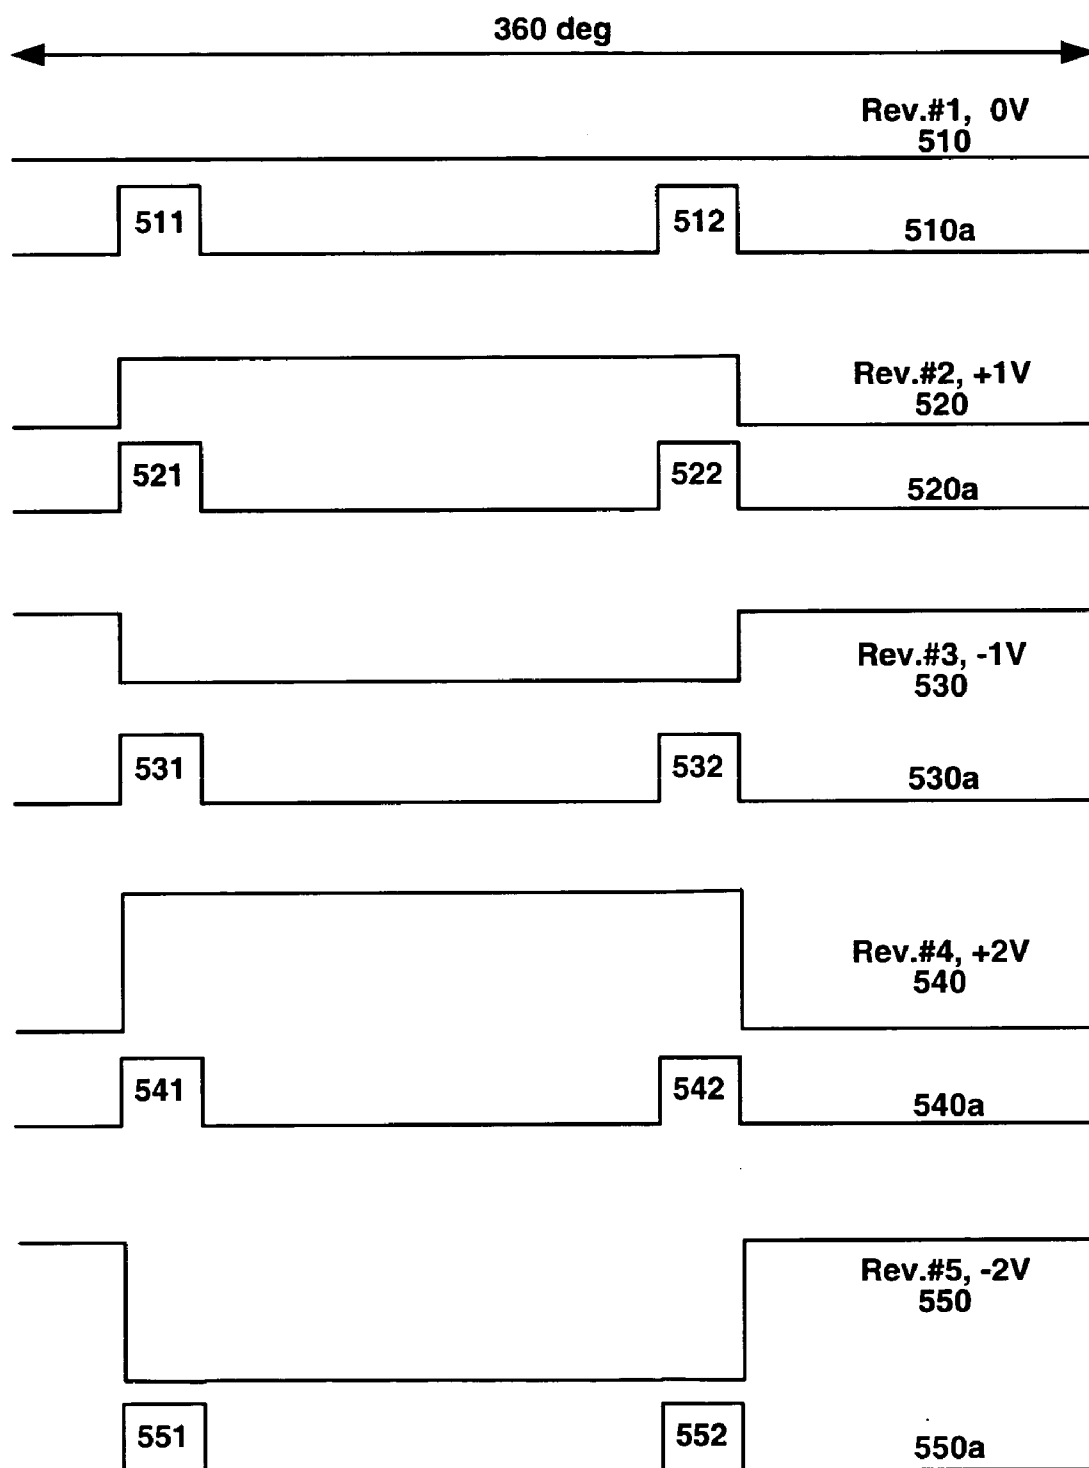 360 deg
Rev.#1, 0V
510
511
512
510a
Rev.#2, +1V
520
521
522
520a
Rev.#3, -1V
530
531
532
530a
Rev.#4, +2V
540
541
542
540a
Rev.#5, -2V
550
551
552
550a